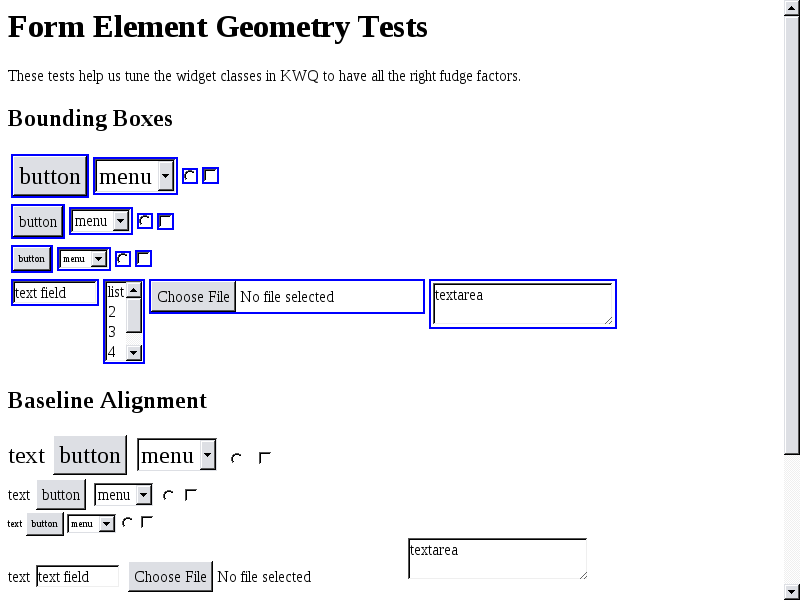 Form Element Geometry Tests
These tests help us tune the widget classes in KWQ to have all the right fudge factors.
Bounding Boxes
button menu
button menu
button menu
text field list Choose File No file selected textarea
2
3
4
Baseline Alignment
text button menu
text button menu
text button menu
textarea
text text field Choose File No file selected